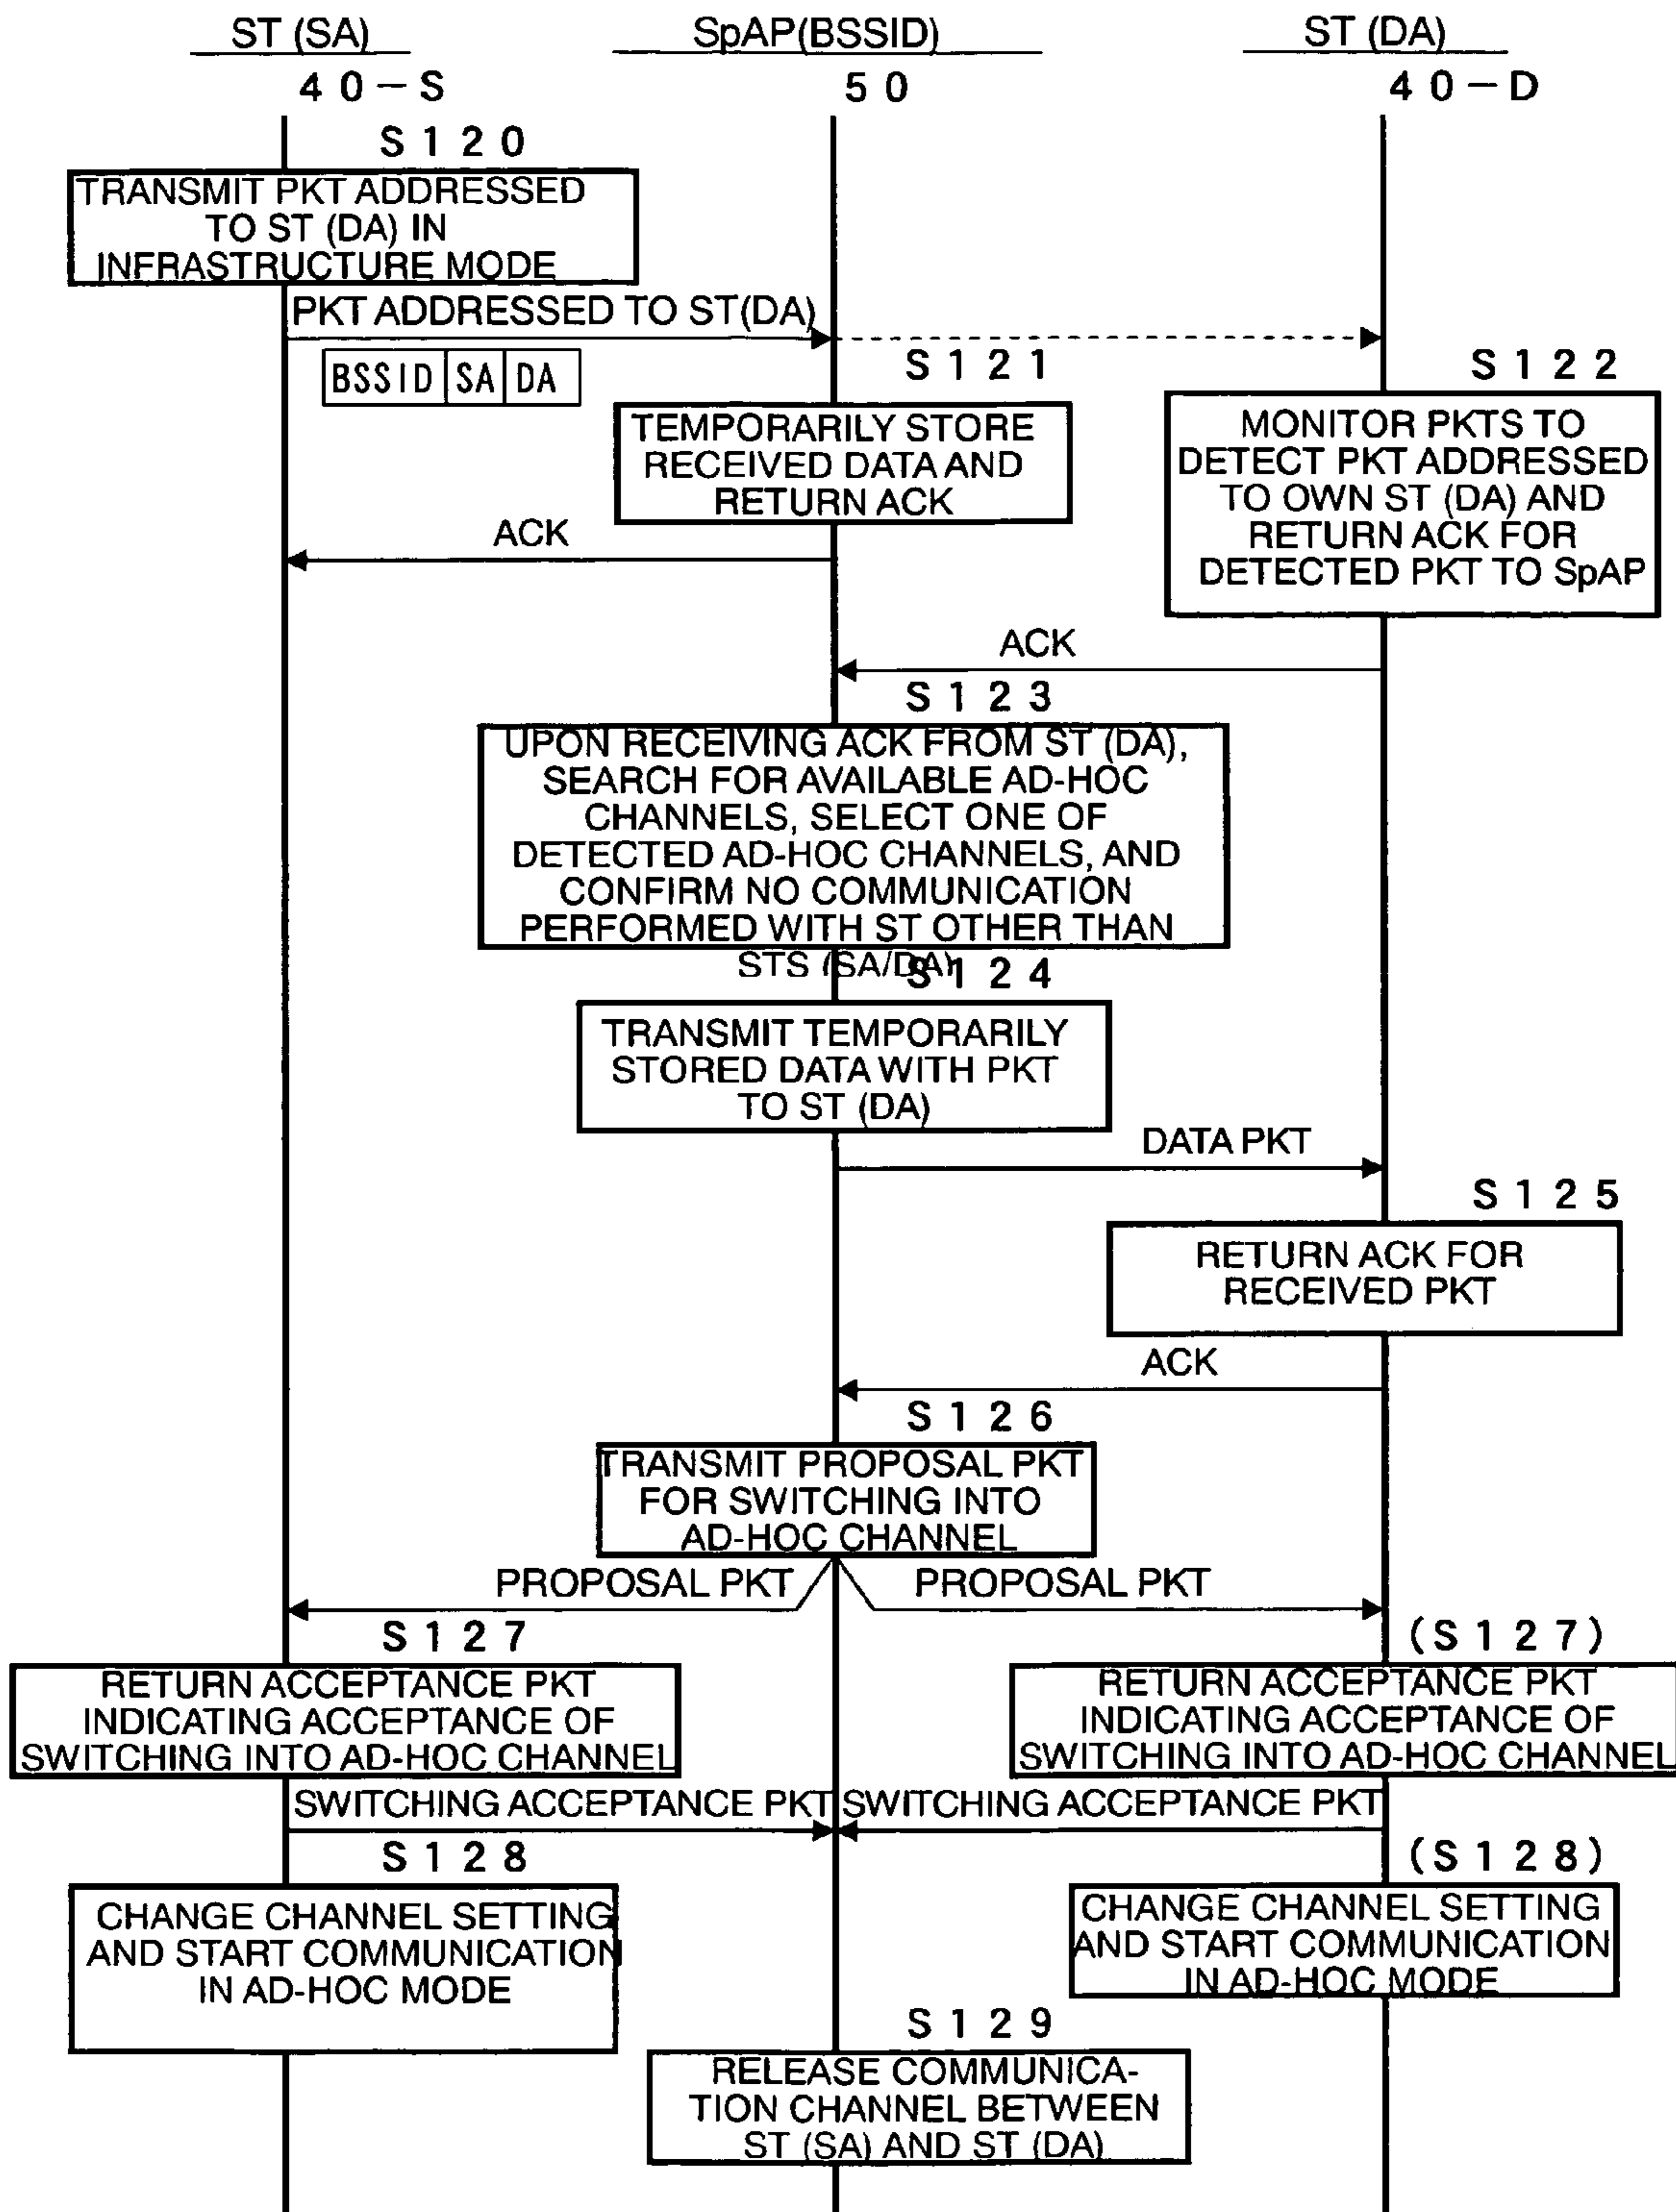 ST (SA)
SpAP(BSSID)
ST (DA)
40-S
50
40-D
S120
TRANSMIT PKT ADDRESSED
TO ST (DA) IN
INFRASTRUCTURE MODE
PKT ADDRESSED TO ST(DA)
BSSID SA DA
S121
TEMPORARILY STORE
RECEIVED DATA AND
RETURN ACK
S122
MONITOR PKTS TO
DETECT PKT ADDRESSED
TO OWN ST (DA) AND
RETURN ACK FOR
DETECTED PKT TO SpAP
ACK
ACK
S123
UPON RECEIVING ACK FROM ST (DA),
SEARCH FOR AVAILABLE AD-HOC
CHANNELS, SELECT ONE OF
DETECTED AD-HOC CHANNELS, AND
CONFIRM NO COMMUNICATION
PERFORMED WITH ST OTHER THAN
STS (SA/DA)
S124
TRANSMIT TEMPORARILY
STORED DATA WITH PKT
TO ST (DA)
DATA PKT
S125
RETURN ACK FOR
RECEIVED PKT
ACK
S126
TRANSMIT PROPOSAL PKT
FOR SWITCHING INTO
AD-HOC CHANNEL
PROPOSAL PKT
PROPOSAL PKT
S127
RETURN ACCEPTANCE PKT
INDICATING ACCEPTANCE OF
SWITCHING INTO AD-HOC CHANNEL
(S127)
RETURN ACCEPTANCE PKT
INDICATING ACCEPTANCE OF
SWITCHING INTO AD-HOC CHANNEL
SWITCHING ACCEPTANCE PKT
SWITCHING ACCEPTANCE PKT
S128
CHANGE CHANNEL SETTING
AND START COMMUNICATION
IN AD-HOC MODE
(S128)
CHANGE CHANNEL SETTING
AND START COMMUNICATION
IN AD-HOC MODE
S129
RELEASE COMMUNICA-
TION CHANNEL BETWEEN
ST (SA) AND ST (DA)